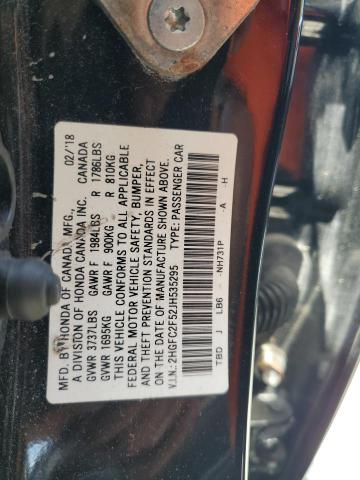 MFD. BY HONDA OF CANADA MFG., 02/'18
A DIVISION OF HONDA CANADA INC. CANADA
GVWR 3737LBS GAWR F 1984LBS R 1786LBS
GVWR 1695KG GAWR F 900KG R 810KG
THIS VEHICLE CONFORMS TO ALL APPLICABLE
FEDERAL MOTOR VEHICLE SAFETY, BUMPER,
AND THEFT PREVENTION STANDARDS IN EFFECT
ON THE DATE OF MANUFACTURE SHOWN ABOVE.
V.I.N.: 2HGFC2F52JH535295 TYPE: PASSENGER CAR
TBD J LB6 -NH731P -A -H